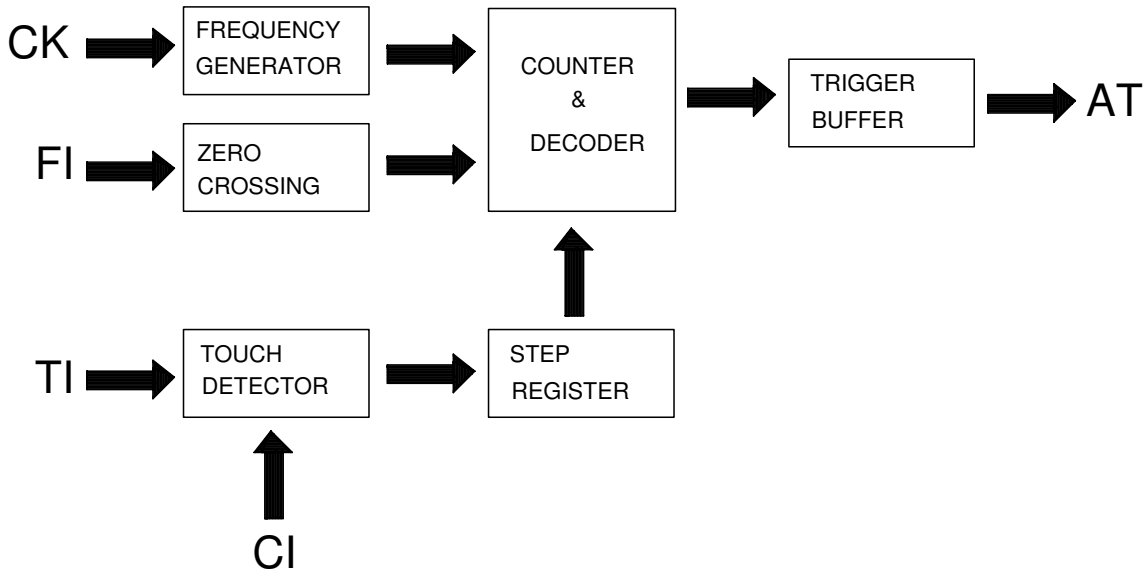 CK
FREQUENCY
GENERATOR
COUNTER
&
DECODER
TRIGGER
BUFFER
AT
FI
ZERO
CROSSING
TI
TOUCH
DETECTOR
STEP
REGISTER
CI